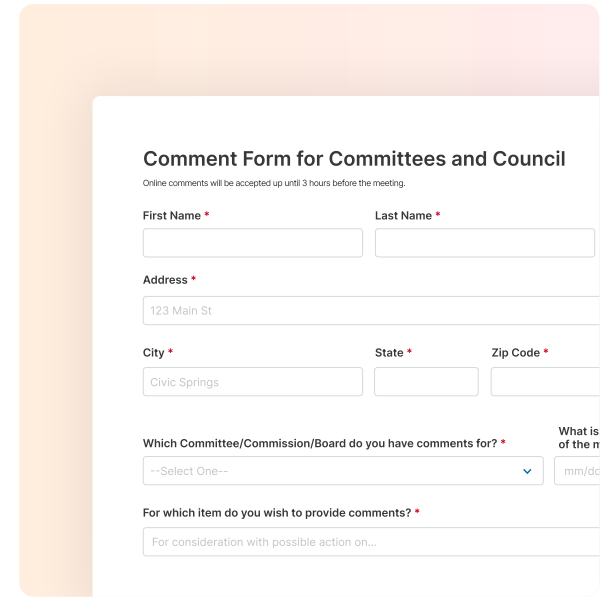 Comment Form for Committees and Council
Online comments will be accepted up until 3 hours before the meeting.
First Name * Last Name *
Address *
123 Main St
City * State * Zip Code *
Civic Springs
What is
Which Committee/Commission/Board do you have comments for? * of the
--Select One-- mm/dd
For which item do you wish to provide comments? *
For consideration with possible action on...